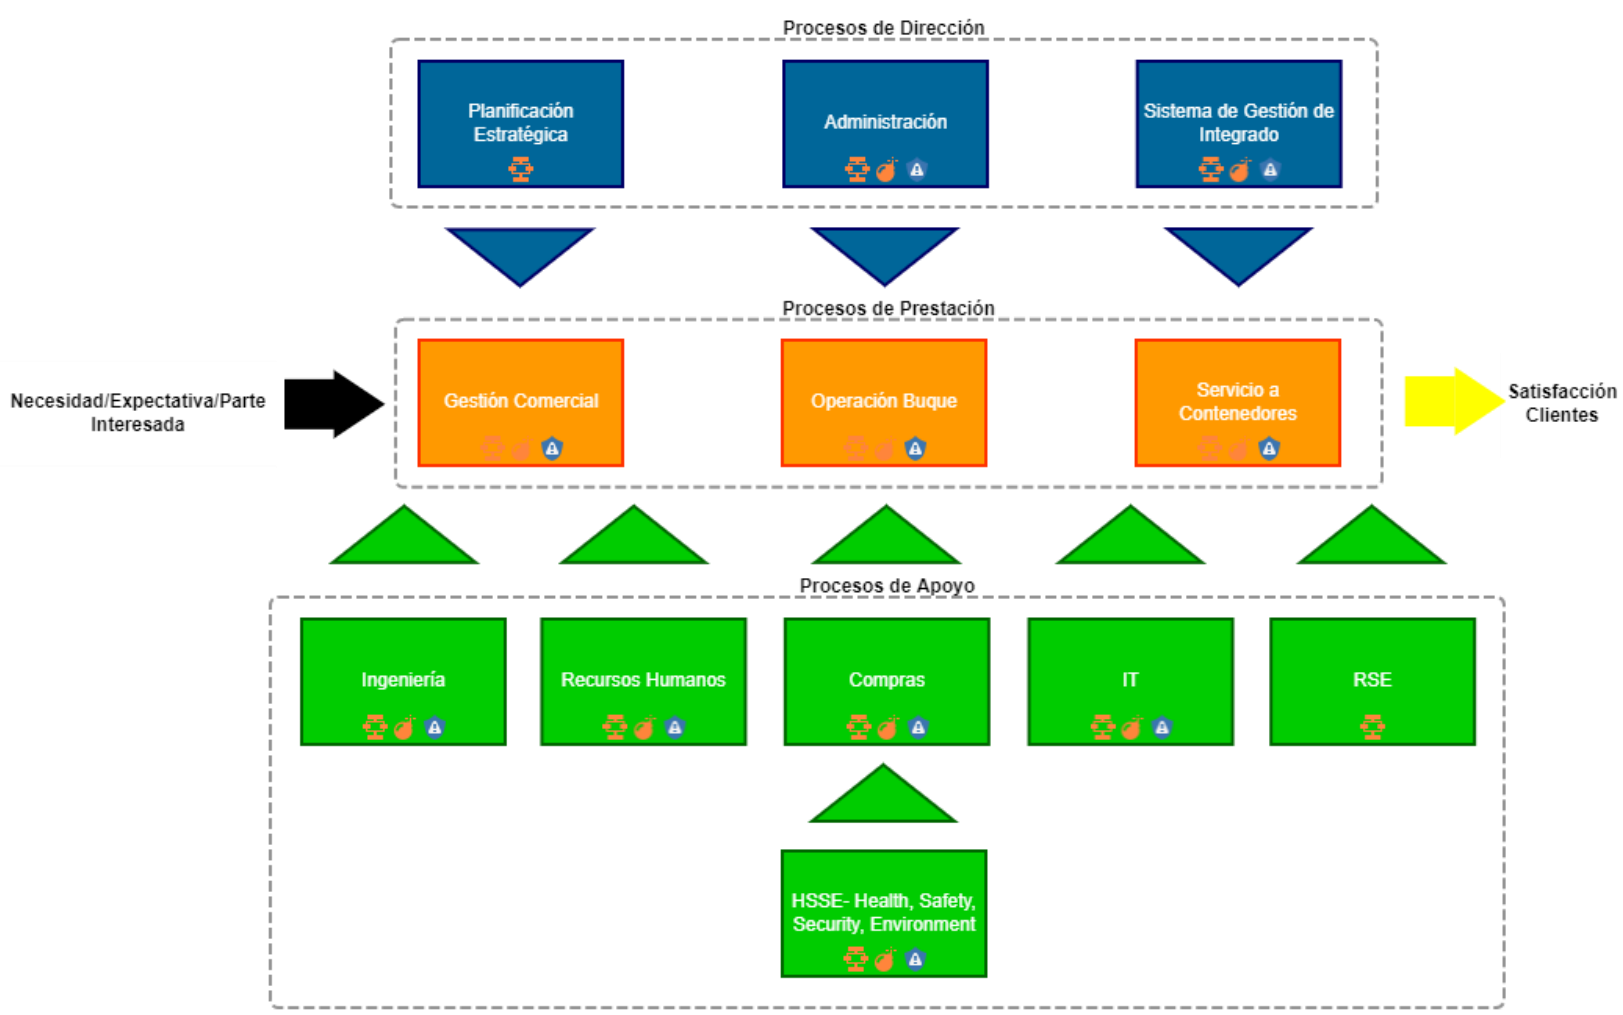 Procesos de Dirección
Planificación
Estratégica
Administración
Sistema de Gestión de
Integrado
Procesos de Prestación
Necesidad/Expectativa/Parte
Interesada
Gestión Comercial
Operación Buque
Servicio a
Contenedores
Satisfacción
Clientes
Procesos de Apoyo
Ingeniería
Recursos Humanos
Compras
IT
RSE
HSSE- Health, Safety,
Security, Environment